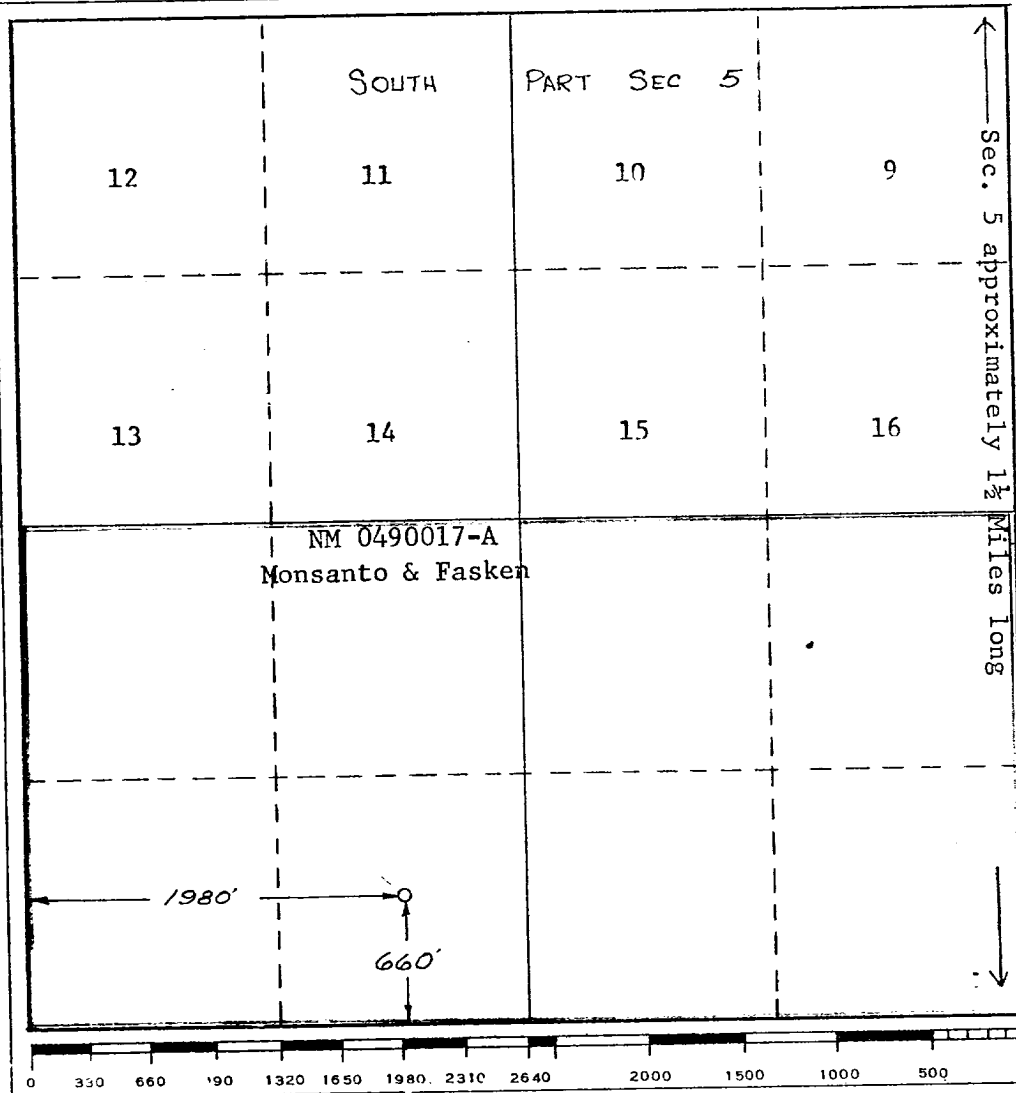 SOUTH PART SEC 5
12 11 10 9
13 14 15 16
Sec. 5 approximately 1½ Miles long
NM 0490017-A
Monsanto & Fasken
1980'
660'
0 330 660 '90 1320 1650 1980. 2310 2640 2000 1500 1000 500